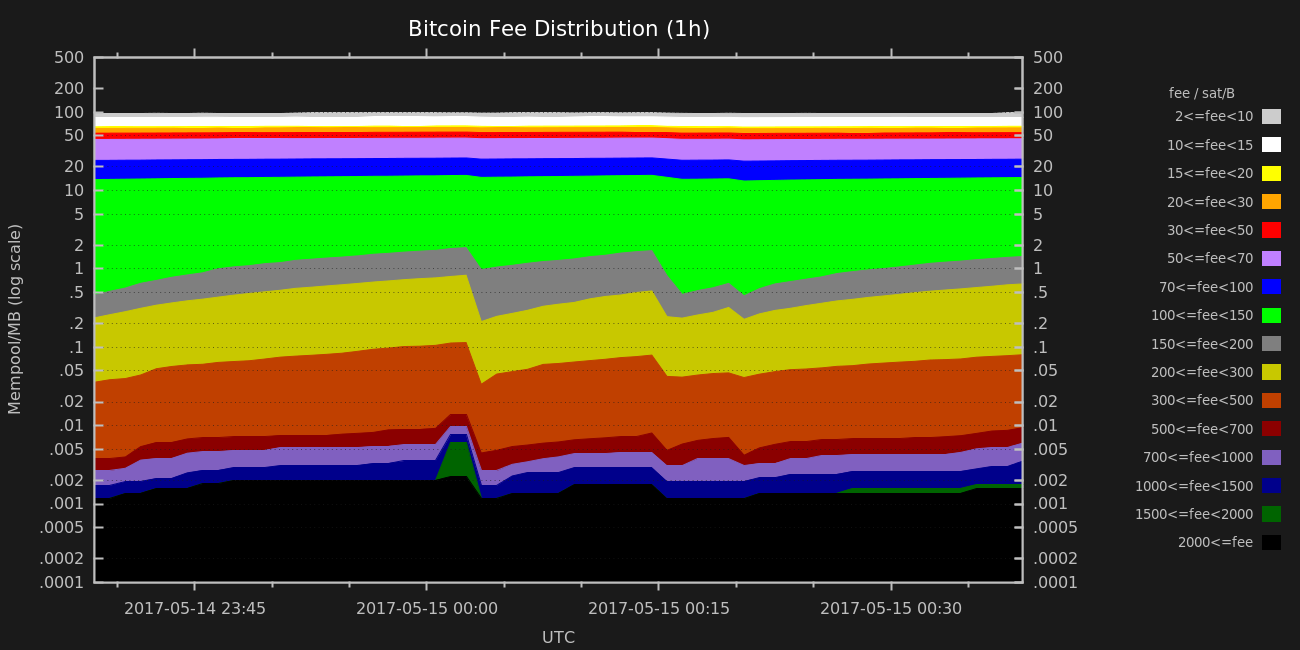 Bitcoin Fee Distribution (1h)
Mempool/MB (log scale)
500
200
100
50
20
10
5
2
1
.5
.2
.1
.05
.02
.01
.005
.002
.001
.0005
.0002
.0001
500
200
100
50
20
10
5
2
1
.5
.2
.1
.05
.02
.01
.005
.002
.001
.0005
.0002
.0001
2017-05-14 23:45
2017-05-15 00:00
2017-05-15 00:15
2017-05-15 00:30
UTC
fee / sat/B
2<=fee<10
10<=fee<15
15<=fee<20
20<=fee<30
30<=fee<50
50<=fee<70
70<=fee<100
100<=fee<150
150<=fee<200
200<=fee<300
300<=fee<500
500<=fee<700
700<=fee<1000
1000<=fee<1500
1500<=fee<2000
2000<=fee